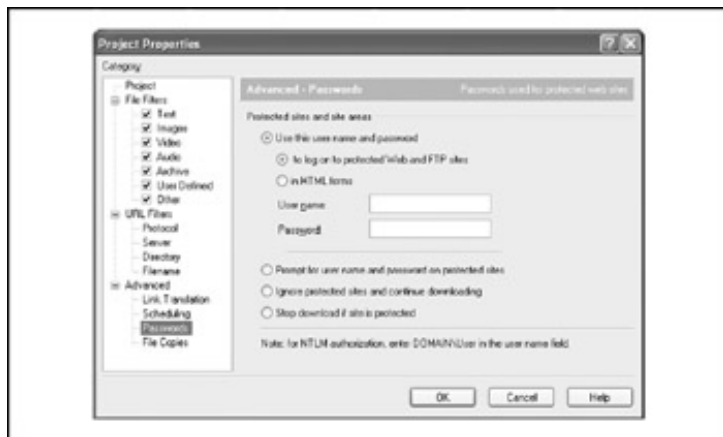 Project Properties
Category:
Project
File Filters
Text
Images
Video
Audio
Archive
User Defined
Other
URL Filters
Protocol
Server
Directory
Filename
Advanced
Link Translation
Scheduling
Passwords
File Copies
Advanced - Passwords Passwords used for protected web sites
Protected sites and site areas
Use this user name and password
to log on to protected Web and FTP sites
in HTML forms
User name
Password
Prompt for user name and password on protected sites
Ignore protected sites and continue downloading
Stop download if site is protected
Note: for NTLM authorization, enter DOMAIN\User in the user name field.
OK Cancel Help